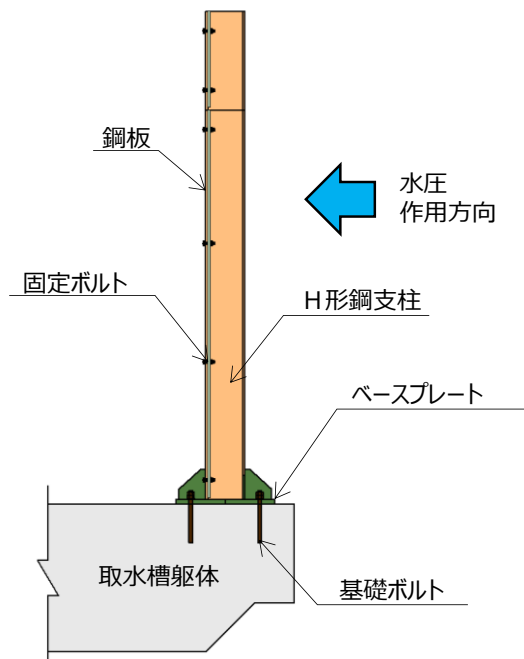 鋼板
水圧
作用方向
固定ボルト
H形鋼支柱
ベースプレート
取水槽躯体
基礎ボルト